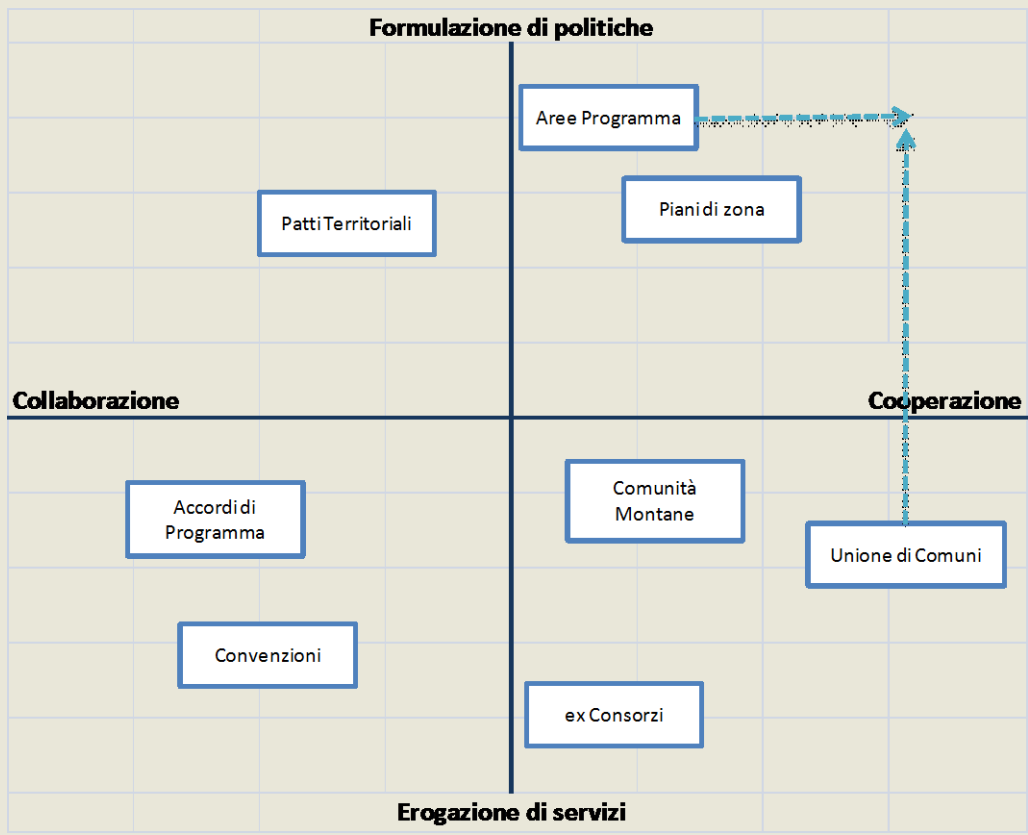 Formulazione di politiche
Aree Programma
Piani di zona
Patti Territoriali
Collaborazione
Cooperazione
Comunità
Montane
Accordi di
Programma
Unione di Comuni
Convenzioni
ex Consorzi
Erogazione di servizi